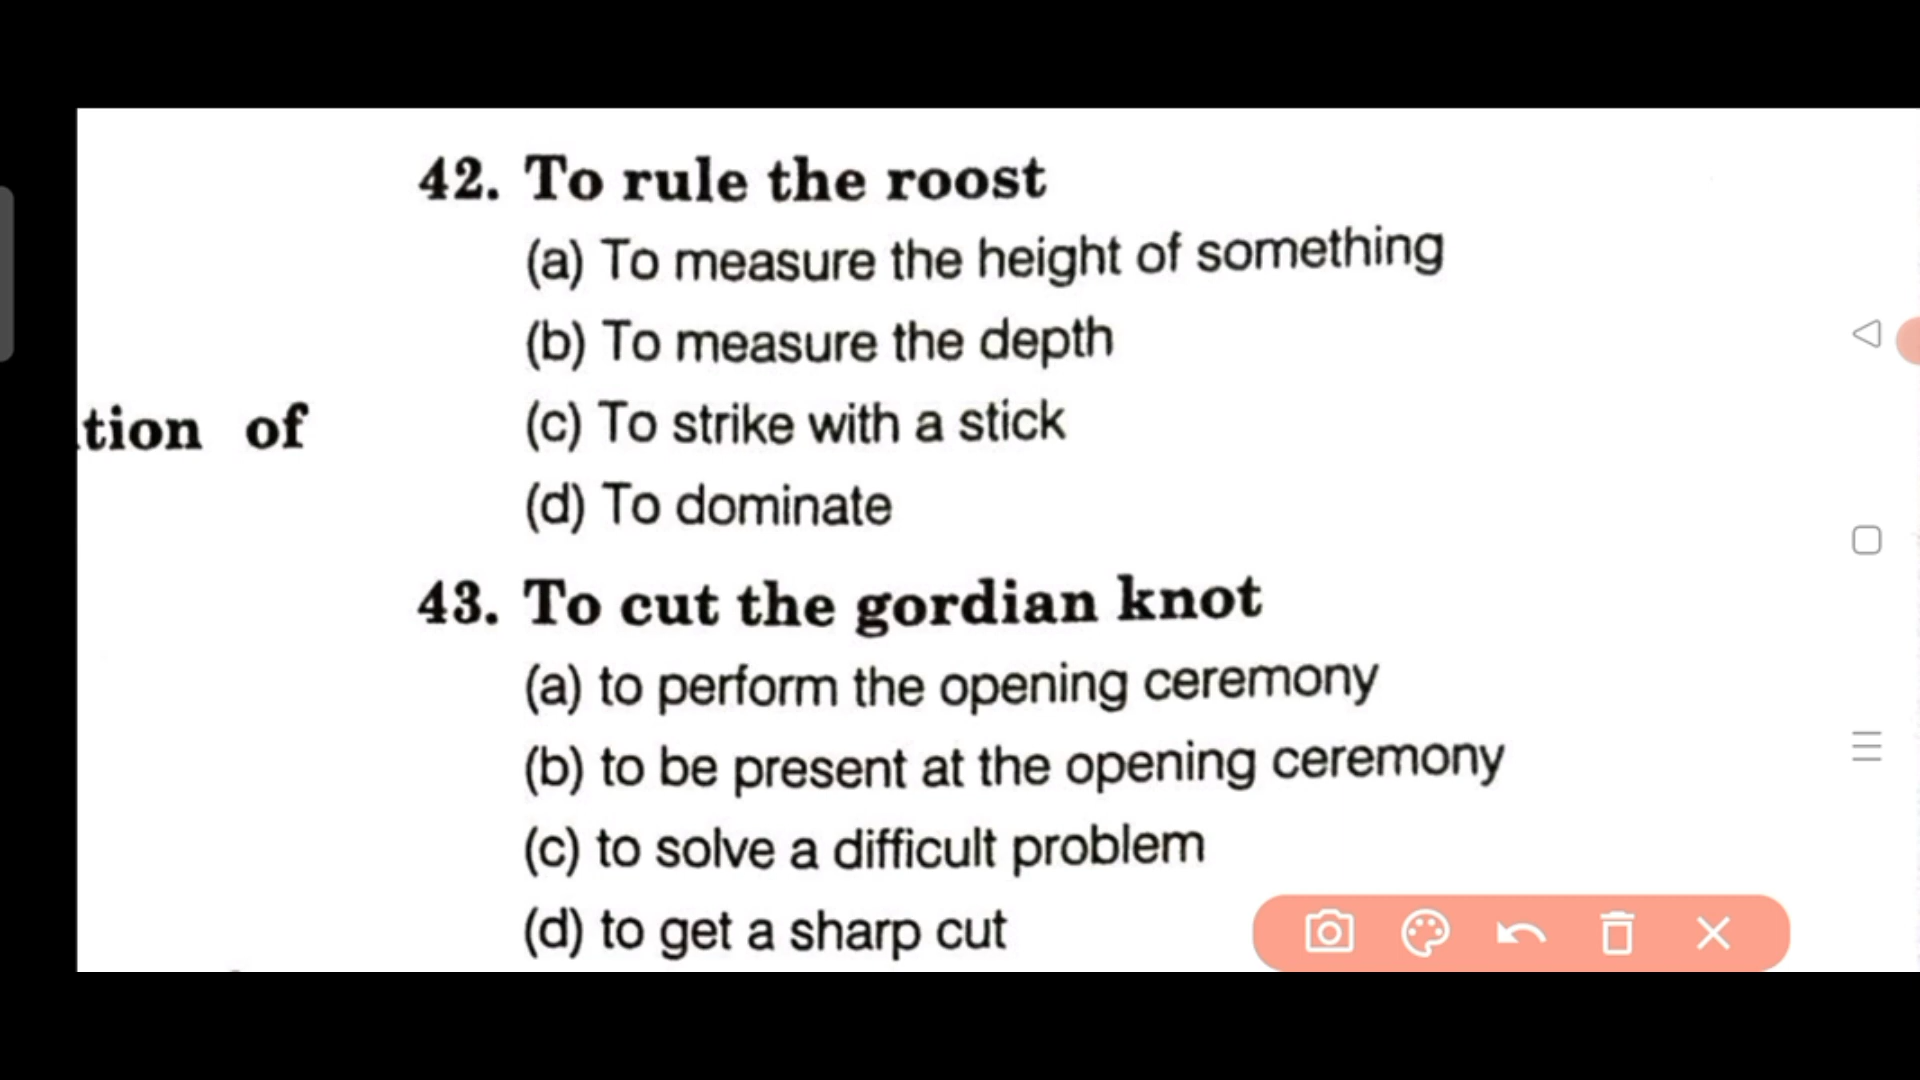 42. To rule the roost
(a) To measure the height of something
(b) To measure the depth
(c) To strike with a stick
tion of
(d) To dominate
43. To cut the gordian knot
(a) to perform the opening ceremony
(b) to be present at the opening ceremony
(c) to solve a difficult problem
(d) to get a sharp cut